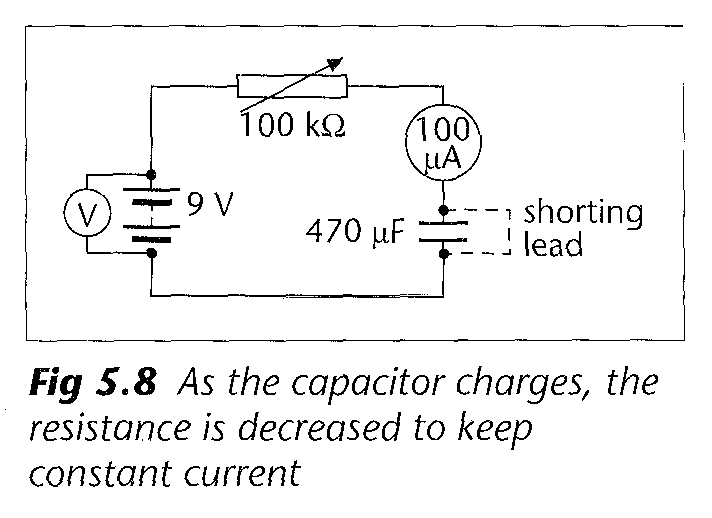 100 kΩ
100
μA
V
9 V
470 μF
shorting
lead
Fig 5.8 As the capacitor charges, the
resistance is decreased to keep
constant current